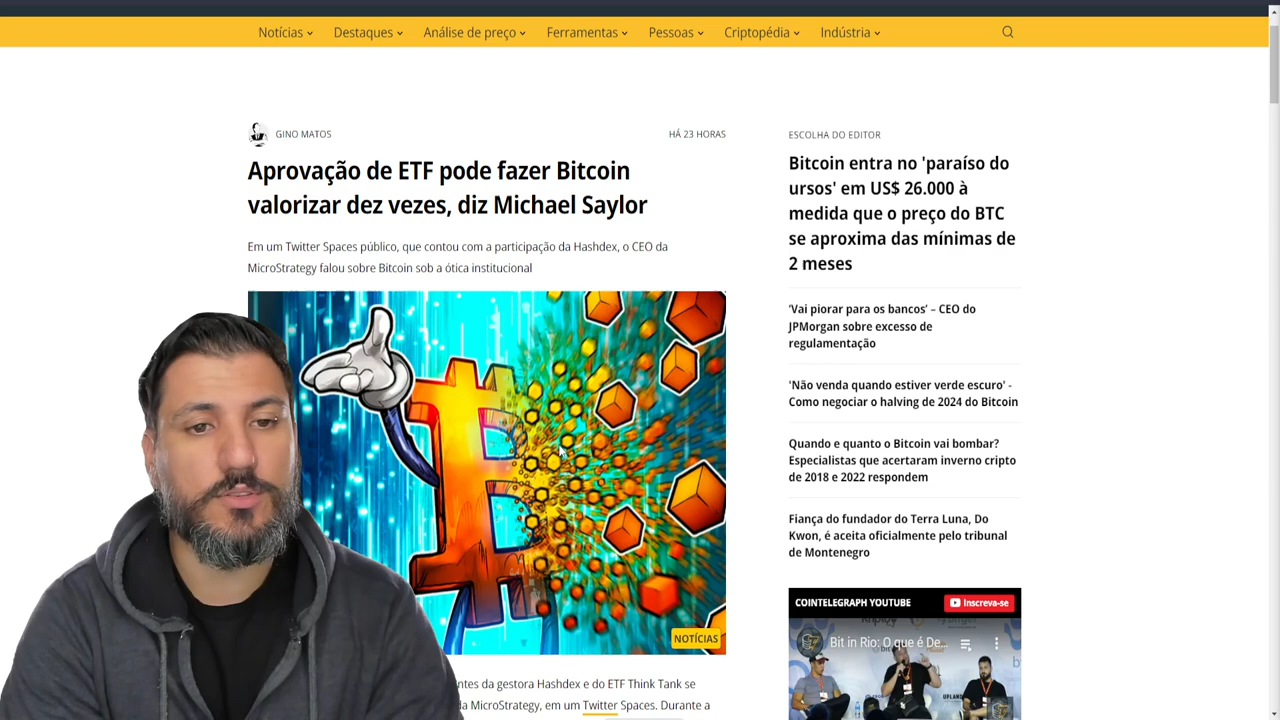 Notícias Destaques Análise de preço Ferramentas Pessoas Criptopédia Indústria
GINO MATOS
HÁ 23 HORAS
Aprovação de ETF pode fazer Bitcoin
valorizar dez vezes, diz Michael Saylor
Em um Twitter Spaces público, que contou com a participação da Hashdex, o CEO da
MicroStrategy falou sobre Bitcoin sob a ótica institucional
NOTÍCIAS
da gestora Hashdex e do ETF Think Tank se
MicroStrategy, em um Twitter Spaces. Durante a
ESCOLHA DO EDITOR
Bitcoin entra no 'paraíso do
ursos' em US$ 26.000 à
medida que o preço do BTC
se aproxima das mínimas de
2 meses
‘Vai piorar para os bancos’ – CEO do
JPMorgan sobre excesso de
regulamentação
'Não venda quando estiver verde escuro' -
Como negociar o halving de 2024 do Bitcoin
Quando e quanto o Bitcoin vai bombar?
Especialistas que acertaram inverno cripto
de 2018 e 2022 respondem
Fiança do fundador do Terra Luna, Do
Kwon, é aceita oficialmente pelo tribunal
de Montenegro
COINTELEGRAPH YOUTUBE
Inscreva-se
Bit in Rio: O que é De...